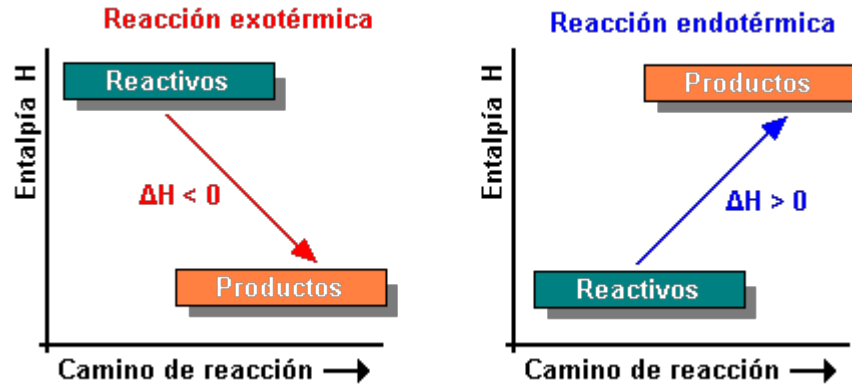 Reacción exotérmica
Entalpía H
Reactivos
ΔH < 0
Productos
Camino de reacción
Reacción endotérmica
Entalpía H
Productos
ΔH > 0
Reactivos
Camino de reacción